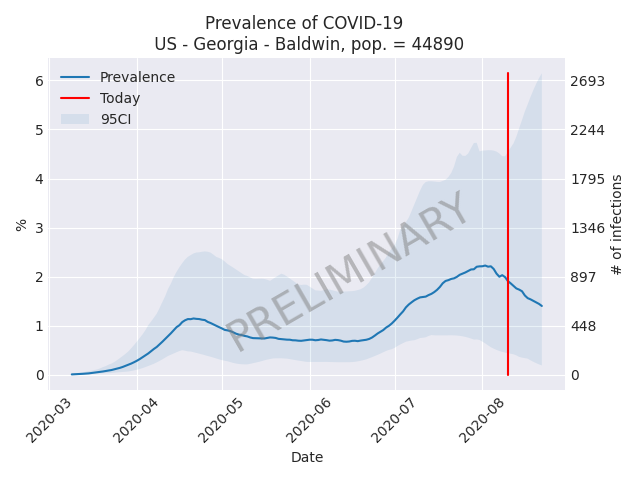 Prevalence of COVID-19
US - Georgia - Baldwin, pop. = 44890
Prevalence
Today
95CI
6
5
4
3
2
1
0
%
2693
2244
1795
1346
897
448
0
# of infections
PRELIMINARY
2020-03
2020-04
2020-05
2020-06
2020-07
2020-08
Date